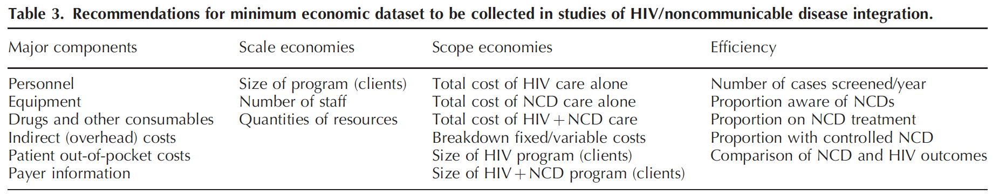 Table 3. Recommendations for minimum economic dataset to be collected in studies of HIV/noncommunicable disease integration.
Major components Scale economies Scope economies Efficiency
Personnel Size of program (clients) Total cost of HIV care alone Number of cases screened/year
Equipment Number of staff Total cost of NCD care alone Proportion aware of NCDs
Drugs and other consumables Quantities of resources Total cost of HIV + NCD care Proportion on NCD treatment
Indirect (overhead) costs Breakdown fixed/variable costs Proportion with controlled NCD
Patient out-of-pocket costs Size of HIV program (clients) Comparison of NCD and HIV outcomes
Payer information Size of HIV + NCD program (clients)